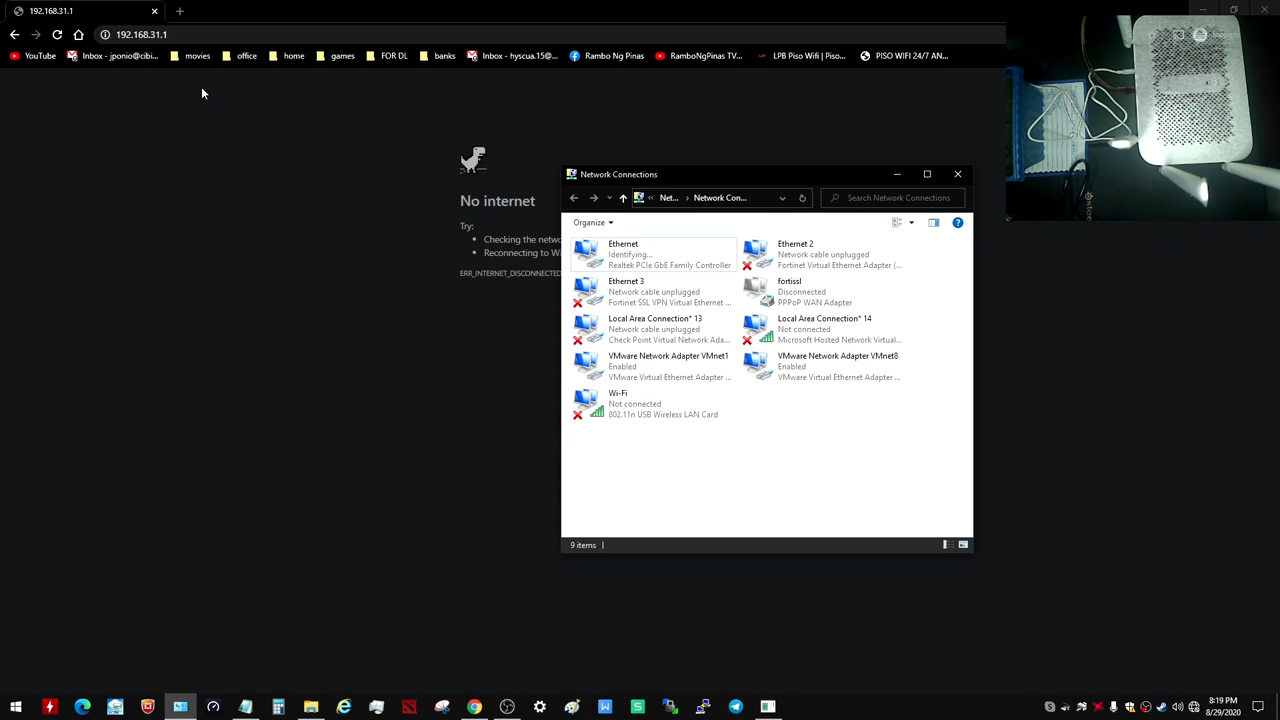 192.168.31.1
192.168.31.1
YouTube
Inbox - jponio@cibi...
movies
office
home
games
FOR DL
banks
Inbox - hyscua.15@...
Rambo Ng Pinas
RamboNgPinas TV...
LPB Piso Wifi | Piso...
PISO WIFI 24/7 AN...
No internet
Try:
Checking the netwo
Reconnecting to Wi
ERR_INTERNET_DISCONNECTED
Network Connections
Net...
Network Con...
Search Network Connections
Organize
Ethernet
Identifying...
Realtek PCIe GbE Family Controller
Ethernet 2
Network cable unplugged
Fortinet Virtual Ethernet Adapter (...
Ethernet 3
Network cable unplugged
Fortinet SSL VPN Virtual Ethernet ...
fortissl
Disconnected
PPPoP WAN Adapter
Local Area Connection* 13
Network cable unplugged
Check Point Virtual Network Ada...
Local Area Connection* 14
Not connected
Microsoft Hosted Network Virtual...
VMware Network Adapter VMnet1
Enabled
VMware Virtual Ethernet Adapter ...
VMware Network Adapter VMnet8
Enabled
VMware Virtual Ethernet Adapter ...
Wi-Fi
Not connected
802.11n USB Wireless LAN Card
9 items
8:19 PM
8/29/2020